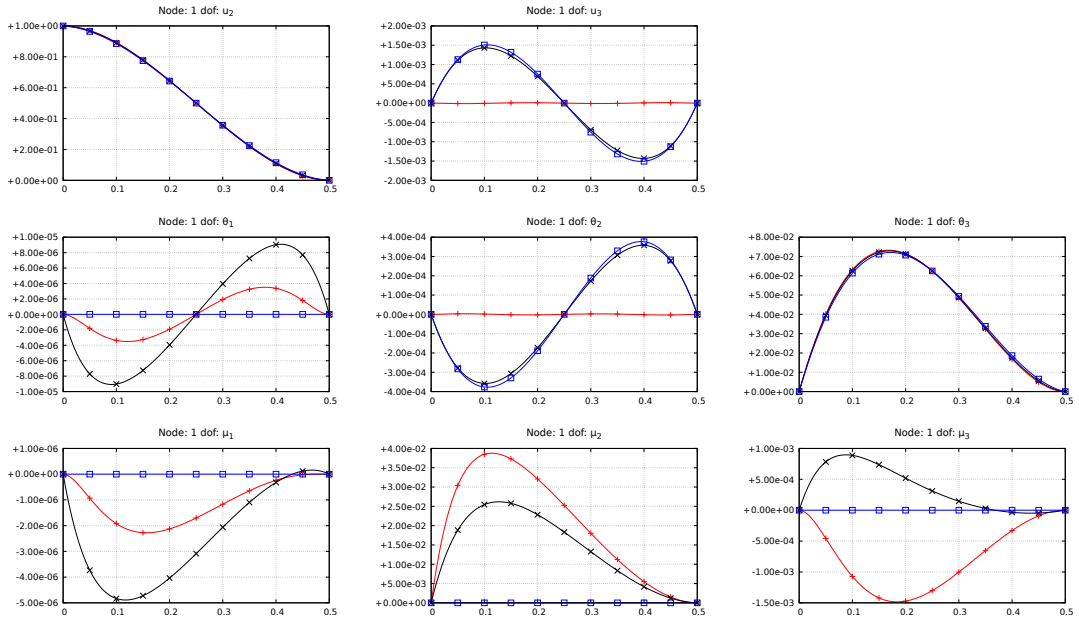 Node: 1 dof: u2
+1.00e+00
+8.00e-01
+6.00e-01
+4.00e-01
+2.00e-01
+0.00e+00
0 0.1 0.2 0.3 0.4 0.5
Node: 1 dof: u3
+2.00e-03
+1.50e-03
+1.00e-03
+5.00e-04
+0.00e+00
-5.00e-04
-1.00e-03
-1.50e-03
-2.00e-03
0 0.1 0.2 0.3 0.4 0.5
Node: 1 dof: θ1
+1.00e-05
+8.00e-06
+6.00e-06
+4.00e-06
+2.00e-06
+0.00e+00
-2.00e-06
-4.00e-06
-6.00e-06
-8.00e-06
-1.00e-05
0 0.1 0.2 0.3 0.4 0.5
Node: 1 dof: θ2
+4.00e-04
+3.00e-04
+2.00e-04
+1.00e-04
+0.00e+00
-1.00e-04
-2.00e-04
-3.00e-04
-4.00e-04
0 0.1 0.2 0.3 0.4 0.5
Node: 1 dof: θ3
+8.00e-02
+7.00e-02
+6.00e-02
+5.00e-02
+4.00e-02
+3.00e-02
+2.00e-02
+1.00e-02
+0.00e+00
0 0.1 0.2 0.3 0.4 0.5
Node: 1 dof: μ1
+1.00e-06
+0.00e+00
-1.00e-06
-2.00e-06
-3.00e-06
-4.00e-06
-5.00e-06
0 0.1 0.2 0.3 0.4 0.5
Node: 1 dof: μ2
+4.00e-02
+3.50e-02
+3.00e-02
+2.50e-02
+2.00e-02
+1.50e-02
+1.00e-02
+5.00e-03
+0.00e+00
0 0.1 0.2 0.3 0.4 0.5
Node: 1 dof: μ3
+1.00e-03
+5.00e-04
+0.00e+00
-5.00e-04
-1.00e-03
-1.50e-03
0 0.1 0.2 0.3 0.4 0.5